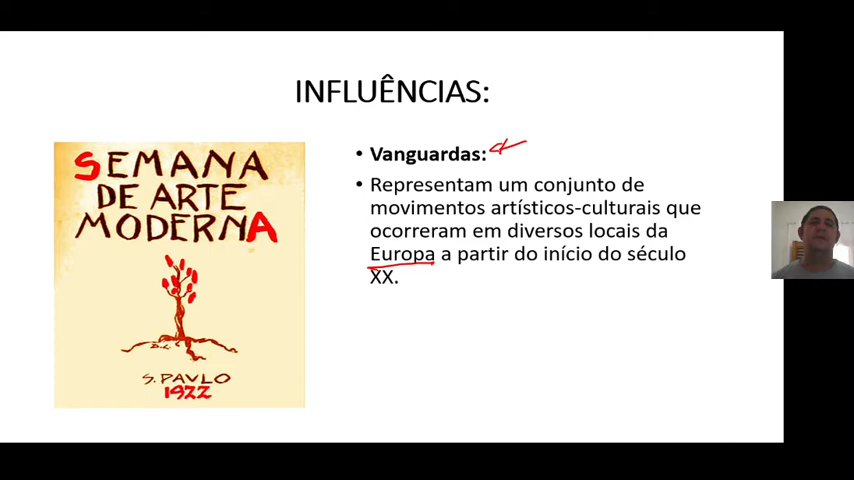 INFLUÊNCIAS:
SEMANA
DE ARTE
MODERNA
S. PAVLO
1922
• Vanguardas:
• Representam um conjunto de
movimentos artísticos-culturais que
ocorreram em diversos locais da
Europa a partir do início do século
XX.